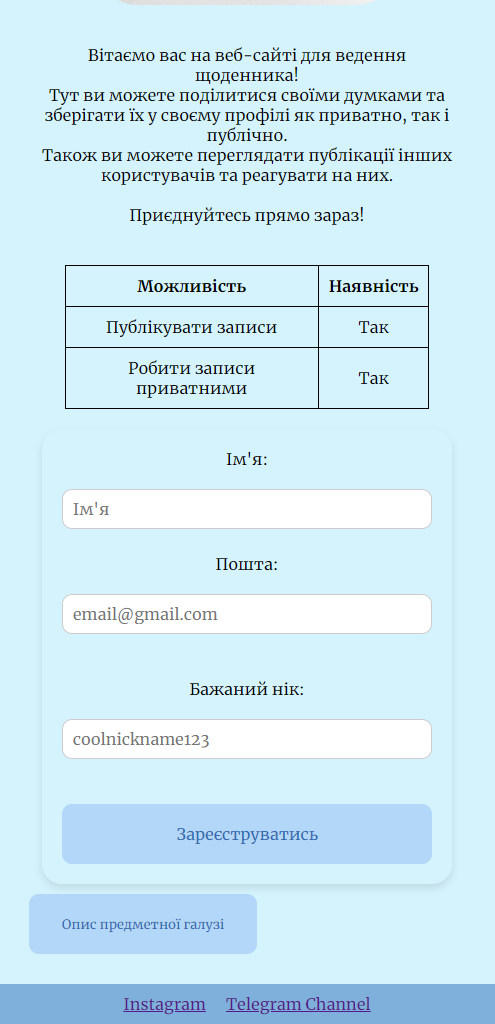 Вітаємо вас на веб-сайті для ведення
щоденника!
Тут ви можете поділитися своїми думками та
зберігати їх у своєму профілі як приватно, так і
публічно.
Також ви можете переглядати публікації інших
користувачів та реагувати на них.
Приєднуйтесь прямо зараз!
Можливість Наявність
Публікувати записи Так
Робити записи
приватними Так
Ім'я:
Ім'я
Пошта:
email@gmail.com
Бажаний нік:
coolnickname123
Зареєструватись
Опис предметної галузі
Instagram Telegram Channel